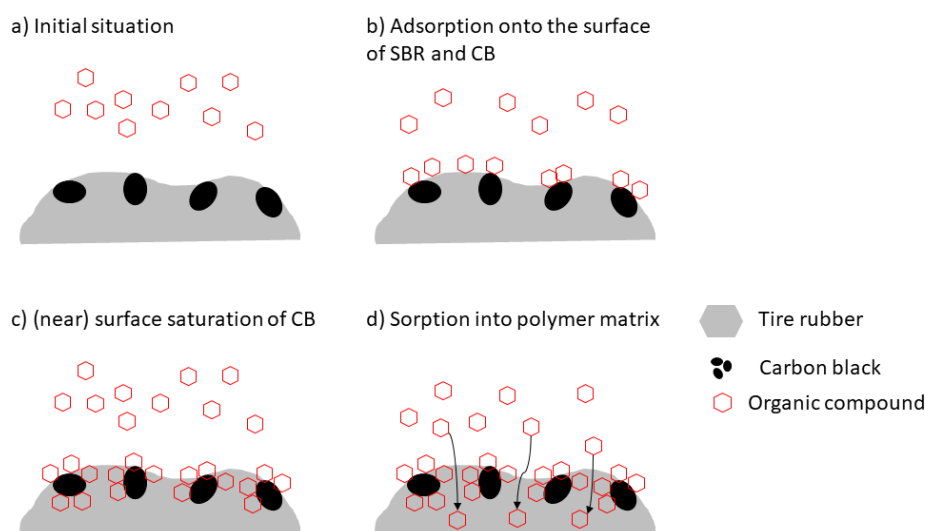 a) Initial situation
b) Adsorption onto the surface
of SBR and CB
c) (near) surface saturation of CB
d) Sorption into polymer matrix
Tire rubber
Carbon black
Organic compound